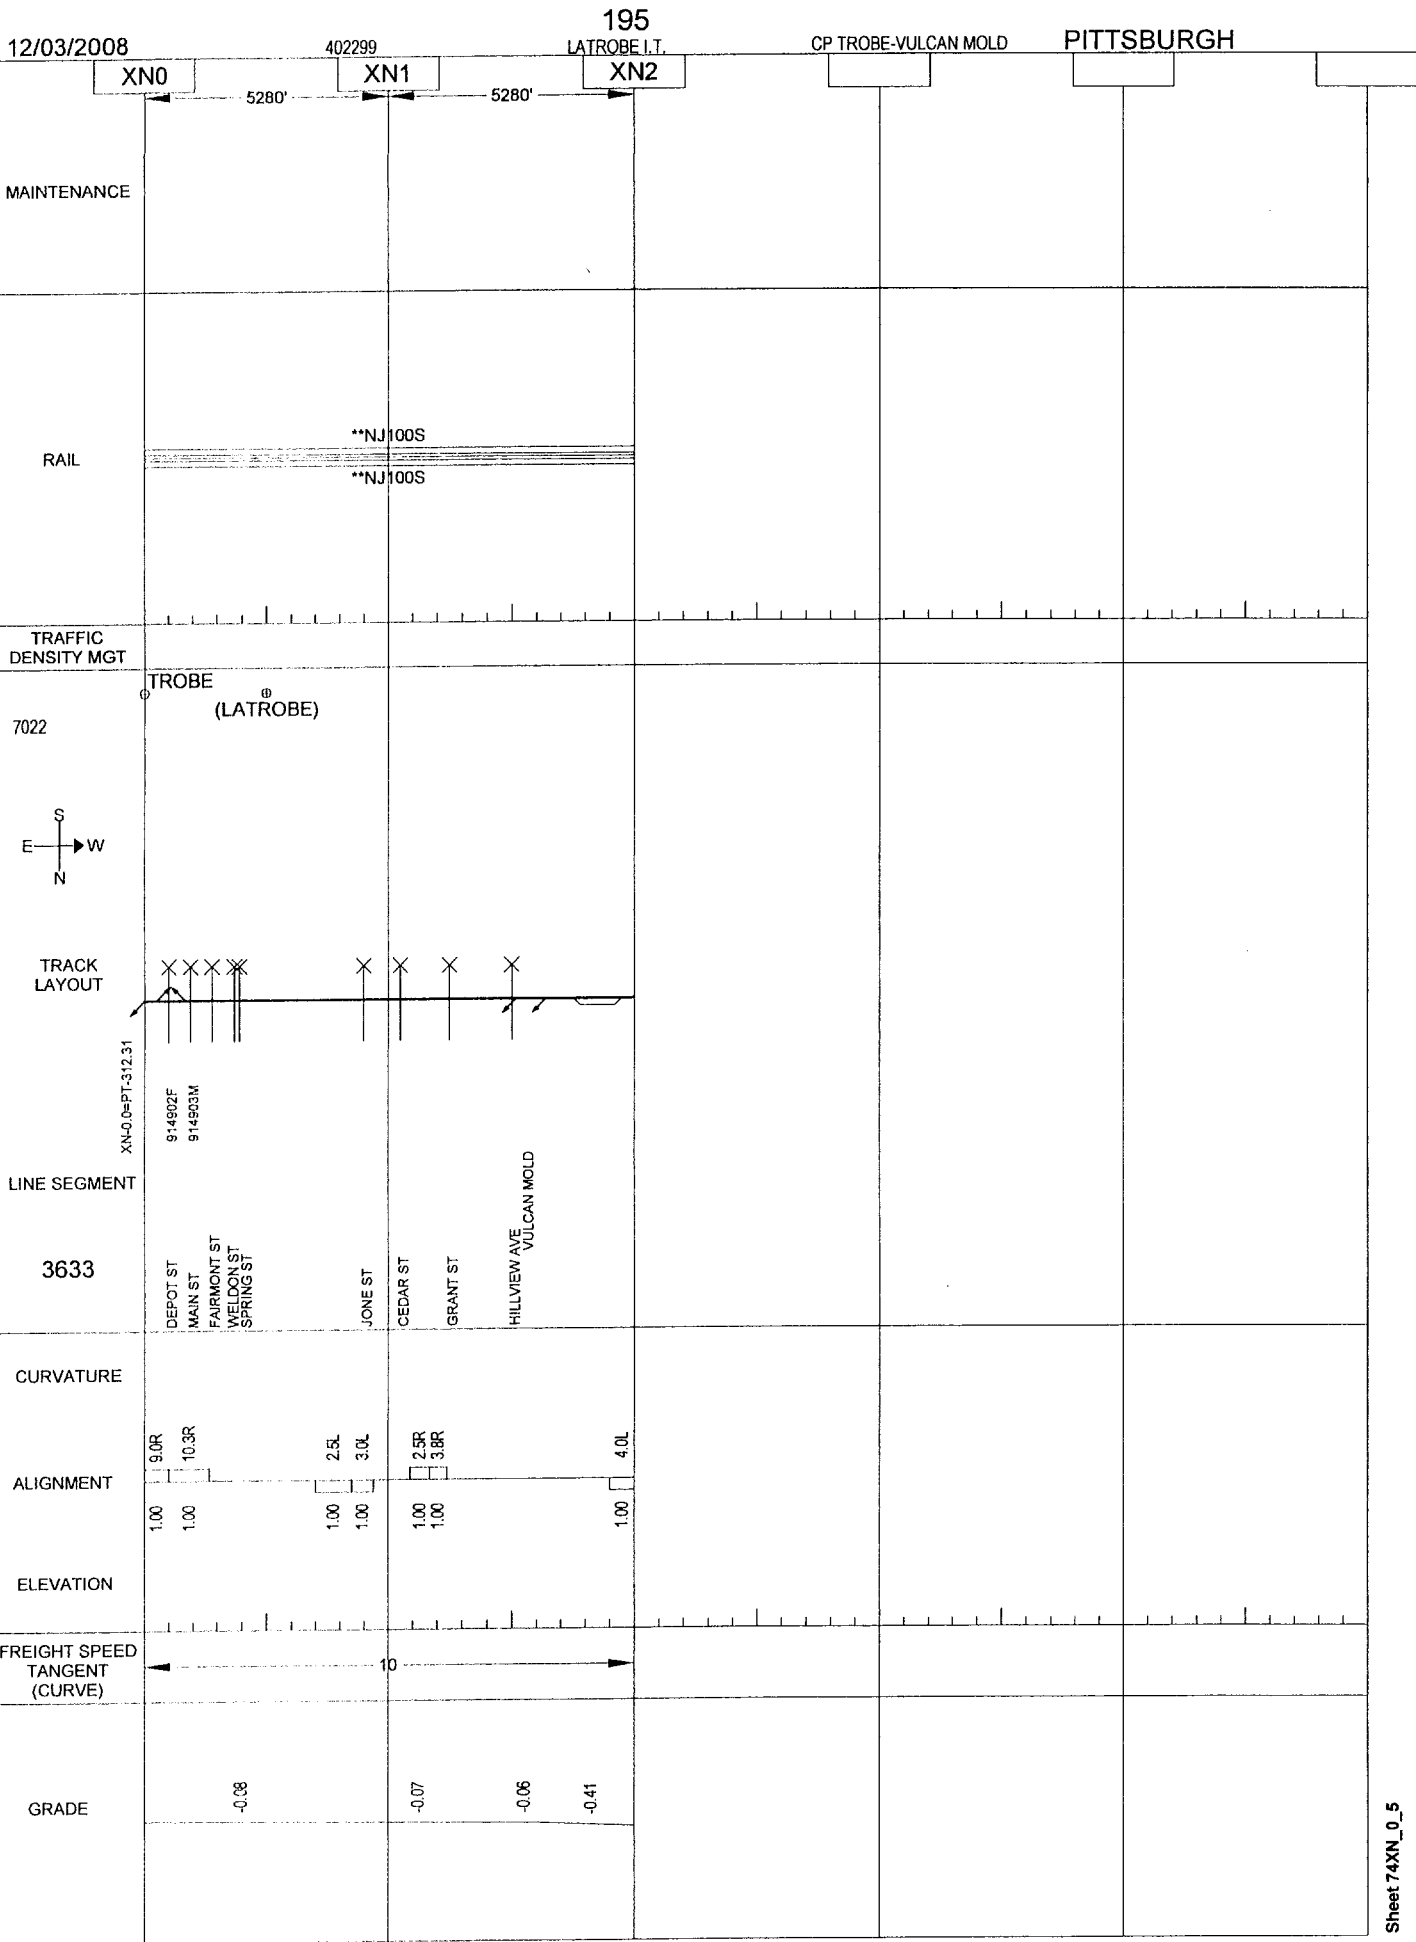 195
12/03/2008
402299
LATROBE I.T.
CP TROBE-VULCAN MOLD
PITTSBURGH
XN0
XN1
XN2
5280'
5280'
MAINTENANCE
**NJ100S
RAIL
**NJ100S
TRAFFIC
DENSITY MGT
TROBE
(LATROBE)
7022
S
E
W
N
TRACK
LAYOUT
XN-0.0=PT-312.31
914902F
914903M
LINE SEGMENT
3633
DEPOT ST
MAIN ST
FAIRMONT ST
WELDON ST
SPRING ST
JONE ST
CEDAR ST
GRANT ST
HILLVIEW AVE
VULCAN MOLD
CURVATURE
9.0R
10.3R
2.5L
3.0L
2.5R
3.8R
4.0L
ALIGNMENT
1.00
1.00
1.00
1.00
1.00
1.00
1.00
ELEVATION
FREIGHT SPEED
TANGENT
(CURVE)
10
GRADE
-0.08
-0.07
-0.06
-0.41
Sheet 74XN_0_5